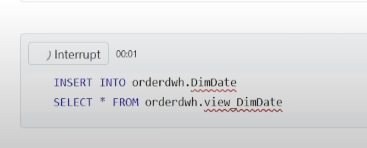 Interrupt 00:01
INSERT INTO orderdwh.DimDate
SELECT * FROM orderdwh.view_DimDate